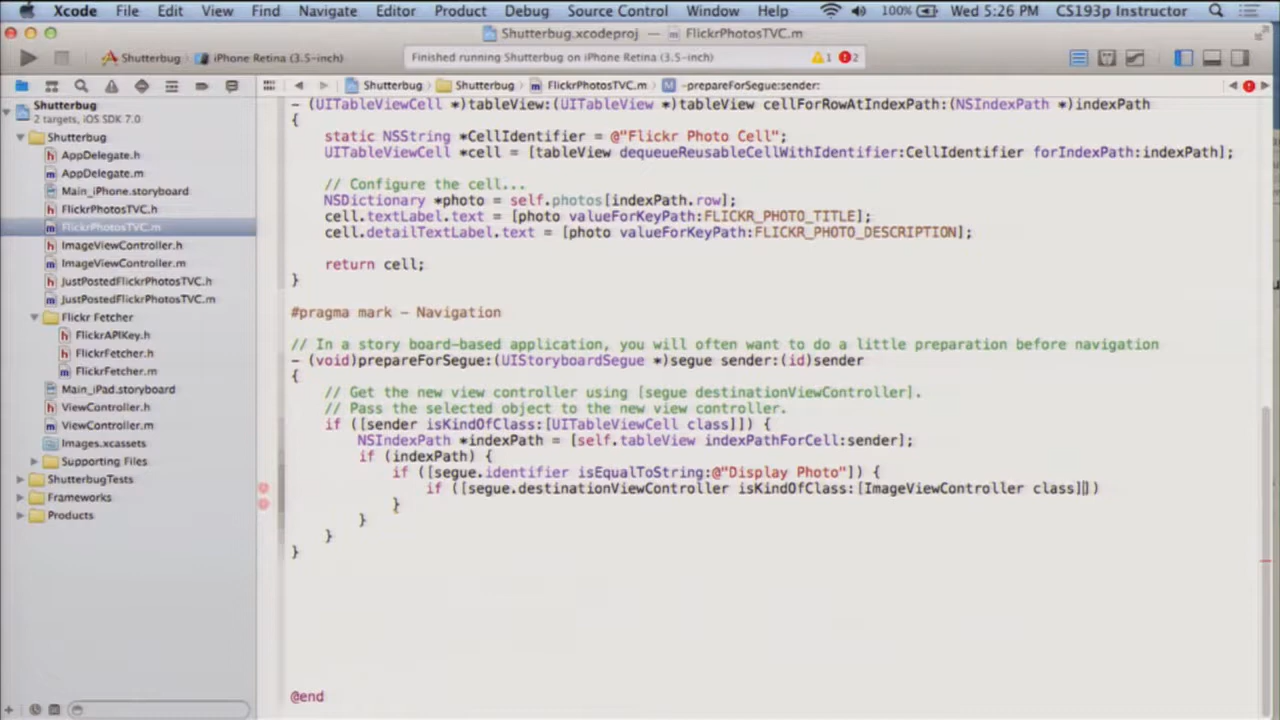 Xcode File Edit View Find Navigate Editor Product Debug Source Control Window Help 100% Wed 5:26 PM CS193p Instructor
Shutterbug.xcodeproj — FlickrPhotosTVC.m
Shutterbug iPhone Retina (3.5-inch) Finished running Shutterbug on iPhone Retina (3.5-inch) 1 2
Shutterbug Shutterbug FlickrPhotosTVC.m -prepareForSegue:sender:
Shutterbug
2 targets, iOS SDK 7.0
Shutterbug
AppDelegate.h
AppDelegate.m
Main_iPhone.storyboard
FlickrPhotosTVC.h
FlickrPhotosTVC.m
ImageViewController.h
ImageViewController.m
JustPostedFlickrPhotosTVC.h
JustPostedFlickrPhotosTVC.m
Flickr Fetcher
FlickrAPIKey.h
FlickrFetcher.h
FlickrFetcher.m
Main_iPad.storyboard
ViewController.h
ViewController.m
Images.xcassets
Supporting Files
ShutterbugTests
Frameworks
Products
- (UITableViewCell *)tableView:(UITableView *)tableView cellForRowAtIndexPath:(NSIndexPath *)indexPath
{
static NSString *CellIdentifier = @"Flickr Photo Cell";
UITableViewCell *cell = [tableView dequeueReusableCellWithIdentifier:CellIdentifier forIndexPath:indexPath];
// Configure the cell...
NSDictionary *photo = self.photos[indexPath.row];
cell.textLabel.text = [photo valueForKeyPath:FLICKR_PHOTO_TITLE];
cell.detailTextLabel.text = [photo valueForKeyPath:FLICKR_PHOTO_DESCRIPTION];
return cell;
}
#pragma mark - Navigation
// In a story board-based application, you will often want to do a little preparation before navigation
- (void)prepareForSegue:(UIStoryboardSegue *)segue sender:(id)sender
{
// Get the new view controller using [segue destinationViewController].
// Pass the selected object to the new view controller.
if ([sender isKindOfClass:[UITableViewCell class]]) {
NSIndexPath *indexPath = [self.tableView indexPathForCell:sender];
if (indexPath) {
if ([segue.identifier isEqualToString:@"Display Photo"]) {
if ([segue.destinationViewController isKindOfClass:[ImageViewController class]])
}
}
}
}
@end